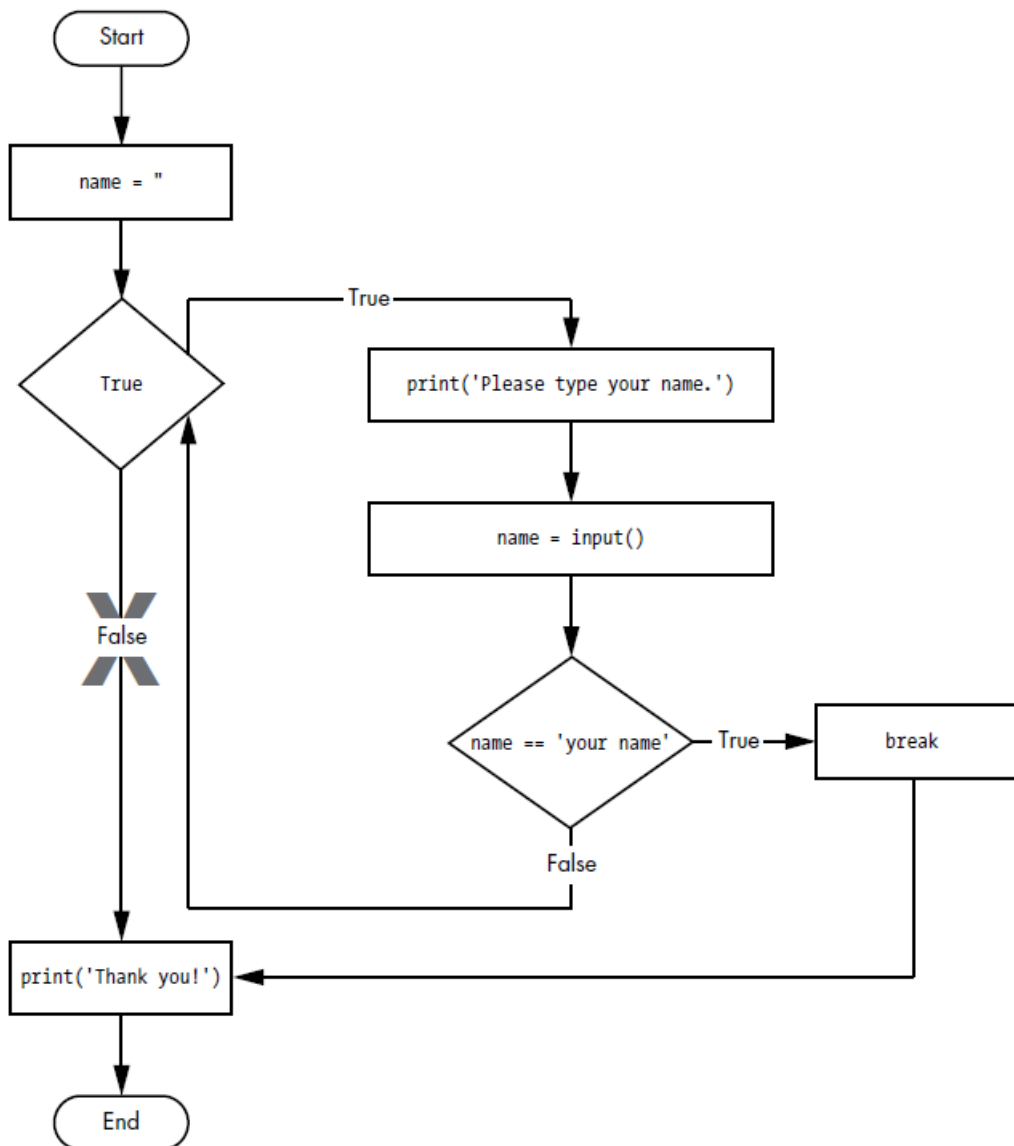 Start
name = "
True
True
print('Please type your name.')
name = input()
False
name == 'your name'
True
break
False
print('Thank you!')
End